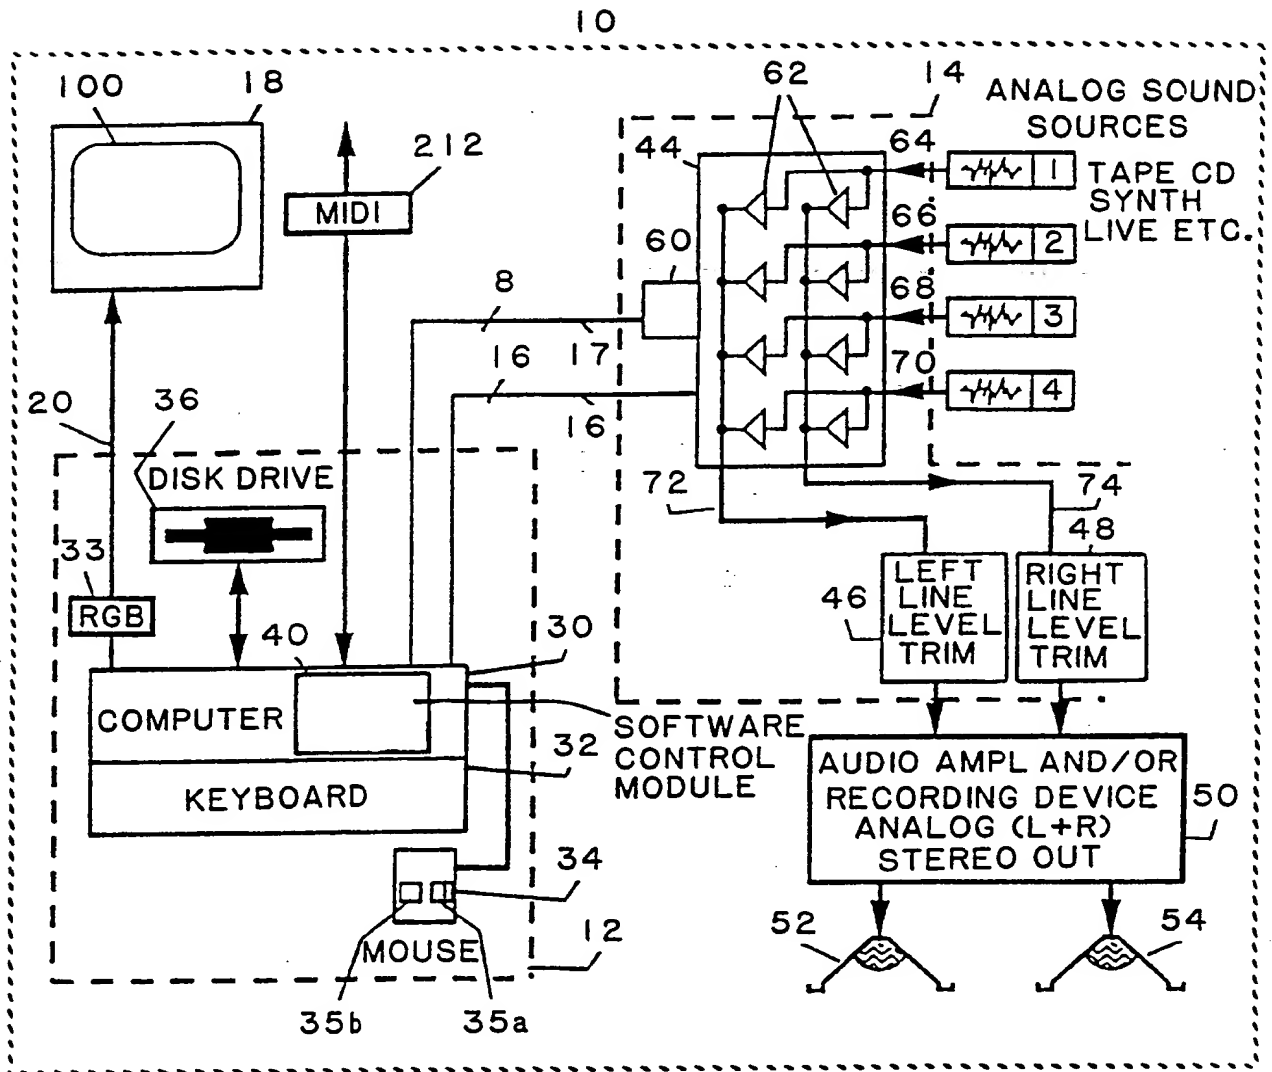 10
100
18
212
MIDI
62
14
ANALOG SOUND
SOURCES
44
64
1
TAPE CD
SYNTH
LIVE ETC.
66
2
60
68
3
8
17
70
4
16
16
20
36
DISK DRIVE
72
74
33
RGB
48
LEFT
LINE
LEVEL
TRIM
RIGHT
LINE
LEVEL
TRIM
46
40
30
COMPUTER
SOFTWARE
CONTROL
MODULE
32
KEYBOARD
AUDIO AMPL AND/OR
RECORDING DEVICE
ANALOG (L+R)
STEREO OUT
50
34
MOUSE
12
35b
35a
52
54